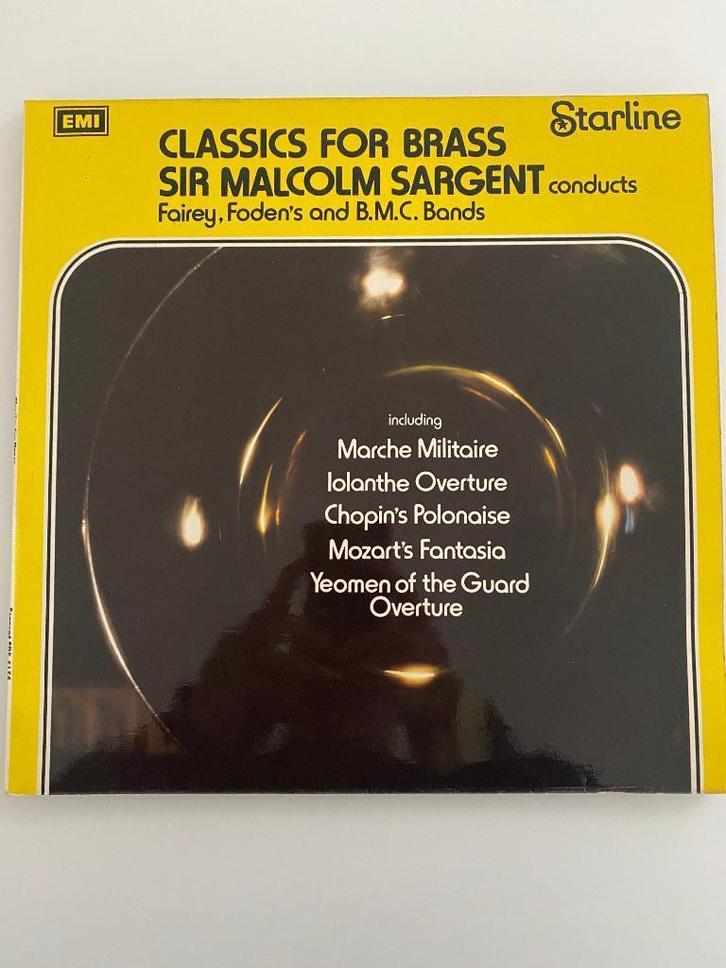 EMI
Starline
CLASSICS FOR BRASS
SIR MALCOLM SARGENT conducts
Fairey, Foden's and B.M.C. Bands
including
Marche Militaire
Iolanthe Overture
Chopin's Polonaise
Mozart's Fantasia
Yeomen of the Guard
Overture